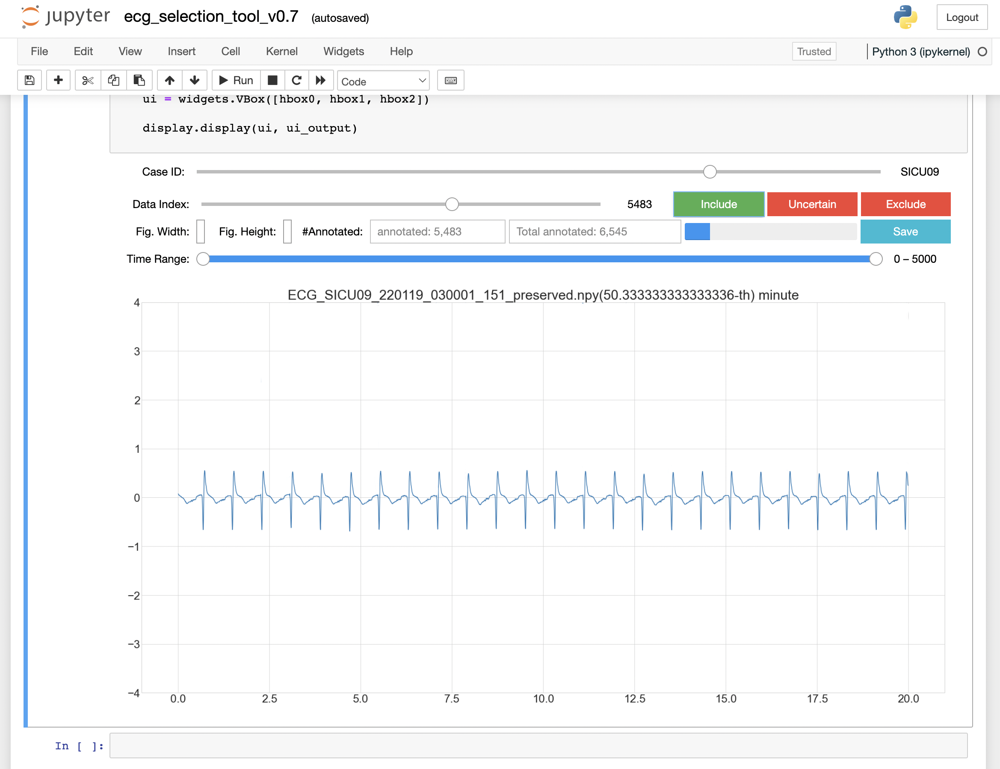 jupyter ecg_selection_tool_v0.7 (autosaved) Logout
File Edit View Insert Cell Kernel Widgets Help Trusted Python 3 (ipykernel)
Run Code
ui = widgets.VBox([hbox0, hbox1, hbox2])
display.display(ui, ui_output)
Case ID: SICU09
Data Index: 5483 Include Uncertain Exclude
Fig. Width: Fig. Height: #Annotated: annotated: 5,483 Total annotated: 6,545 Save
Time Range: 0 – 5000
ECG_SICU09_220119_030001_151_preserved.npy(50.333333333333336-th) minute
4
3
2
1
0
−1
−2
−3
−4
0.0 2.5 5.0 7.5 10.0 12.5 15.0 17.5 20.0
In [ ]: